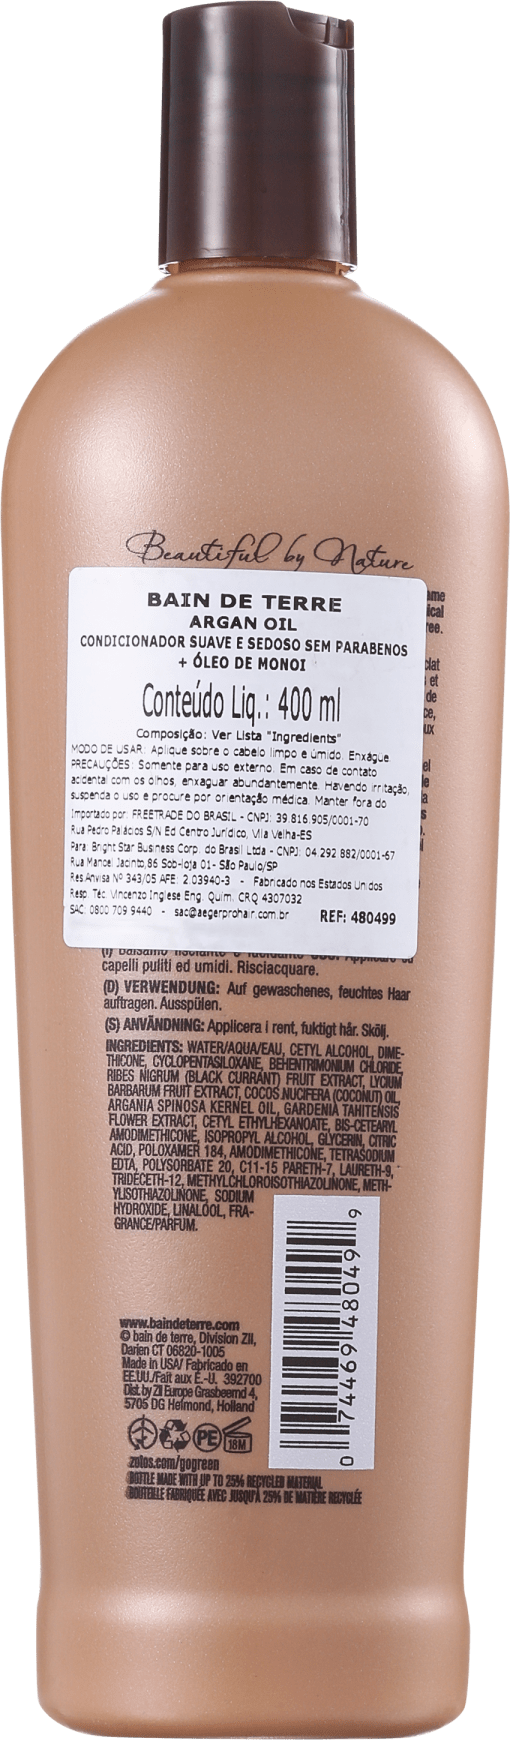 Beautiful by Nature
BAIN DE TERRE
ARGAN OIL
CONDICIONADOR SUAVE E SEDOSO SEM PARABENOS
+ ÓLEO DE MONOI
Conteúdo Liq.: 400 ml
Composição: Ver Lista "Ingredients"
MODO DE USAR: Aplique sobre o cabelo limpo e úmido. Enxágue
PRECAUÇÕES: Somente para uso externo. Em caso de contato
acidental com os olhos, enxaguar abundantemente. Havendo irritação,
suspenda o uso e procure por orientação médica. Manter fora do
Importado por: FREETRADE DO BRASIL - CNPJ: 39.816.905/0001-70
Rua Pedro Palácios S/N Ed Centro Jurídico, Vila Velha-ES
Para: Bright Star Business Corp. do Brasil Ltda - CNPJ: 04.292.882/0001-67
Rua Manoel Jacinto,86 Sob-loja 01- São Paulo/SP
Res Anvisa Nº 343/05 AFE: 2.03940-3 - Fabricado nos Estados Unidos
Resp. Téc. Vincenzo Inglese Eng. Quim. CRQ 4307032
SAC: 0800 709 9440 - sac@aegerprohair.com.br REF: 480499
capelli puliti ed umidi. Risciacquare.
(D) VERWENDUNG: Auf gewaschenes, feuchtes Haar
auftragen. Ausspülen.
(S) ANVÄNDNING: Applicera i rent, fuktigt hår. Skölj.
INGREDIENTS: WATER/AQUA/EAU, CETYL ALCOHOL, DIME-
THICONE, CYCLOPENTASILOXANE, BEHENTRIMONIUM CHLORIDE,
RIBES NIGRUM (BLACK CURRANT) FRUIT EXTRACT, LYCIUM
BARBARUM FRUIT EXTRACT, COCOS NUCIFERA (COCONUT) OIL,
ARGANIA SPINOSA KERNEL OIL, GARDENIA TAHITENSIS
FLOWER EXTRACT, CETYL ETHYLHEXANOATE, BIS-CETEARYL
AMODIMETHICONE, ISOPROPYL ALCOHOL, GLYCERIN, CITRIC
ACID, POLOXAMER 184, AMODIMETHICONE, TETRASODIUM
EDTA, POLYSORBATE 20, C11-15 PARETH-7, LAURETH-9,
TRIDECETH-12, METHYLCHLOROISOTHIAZOLINONE, METH-
YLISOTHIAZOLINONE, SODIUM
HYDROXIDE, LINALOOL, FRA-
GRANCE/PARFUM.
0 74469 48049 9
www.baindeterre.com
© bain de terre, Division ZII,
Darien CT 06820-1005
Made in USA/ Fabricado en
EE.UU./Fait aux É.-U. 392700
Dist. by ZII Europe Grasbeemd 4,
5705 DG Helmond, Holland
PE 18M
zotos.com/gogreen
BOTTLE MADE WITH UP TO 25% RECYCLED MATERIAL
BOUTEILLE FABRIQUÉE AVEC JUSQU'À 25% DE MATIÈRE RECYCLÉE